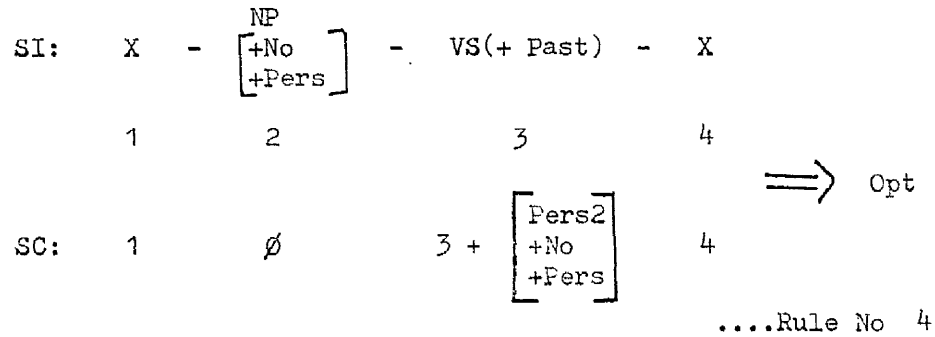 NP
SI: X - [+No - VS(+ Past) - X
+Pers]
1 2 3 4
⟹ Opt
SC: 1 ø 3 + [Pers2 +No +Pers] 4
....Rule No 4